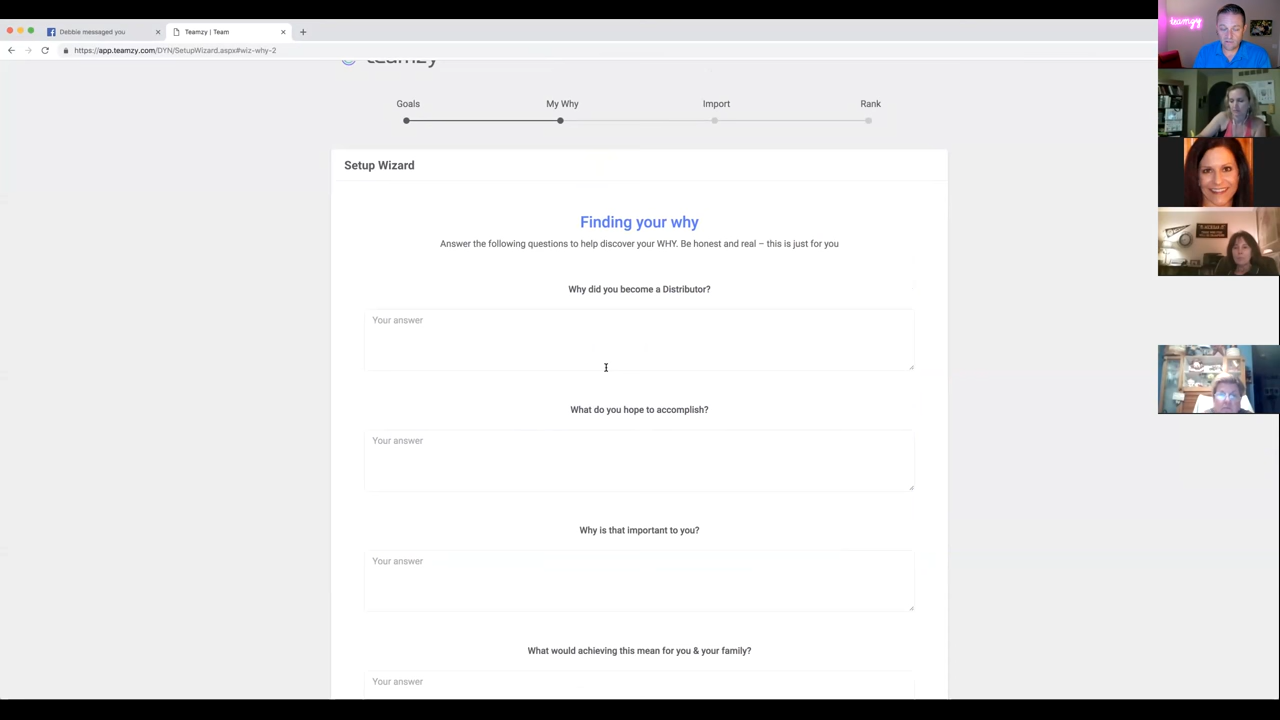 Debbie messaged you
Teamzy | Team
https://app.teamzy.com/DYN/SetupWizard.aspx#wiz-why-2
teamzy
teamzy
Goals
My Why
Import
Rank
Setup Wizard
Finding your why
Answer the following questions to help discover your WHY. Be honest and real – this is just for you
Why did you become a Distributor?
Your answer
What do you hope to accomplish?
Your answer
Why is that important to you?
Your answer
What would achieving this mean for you & your family?
Your answer